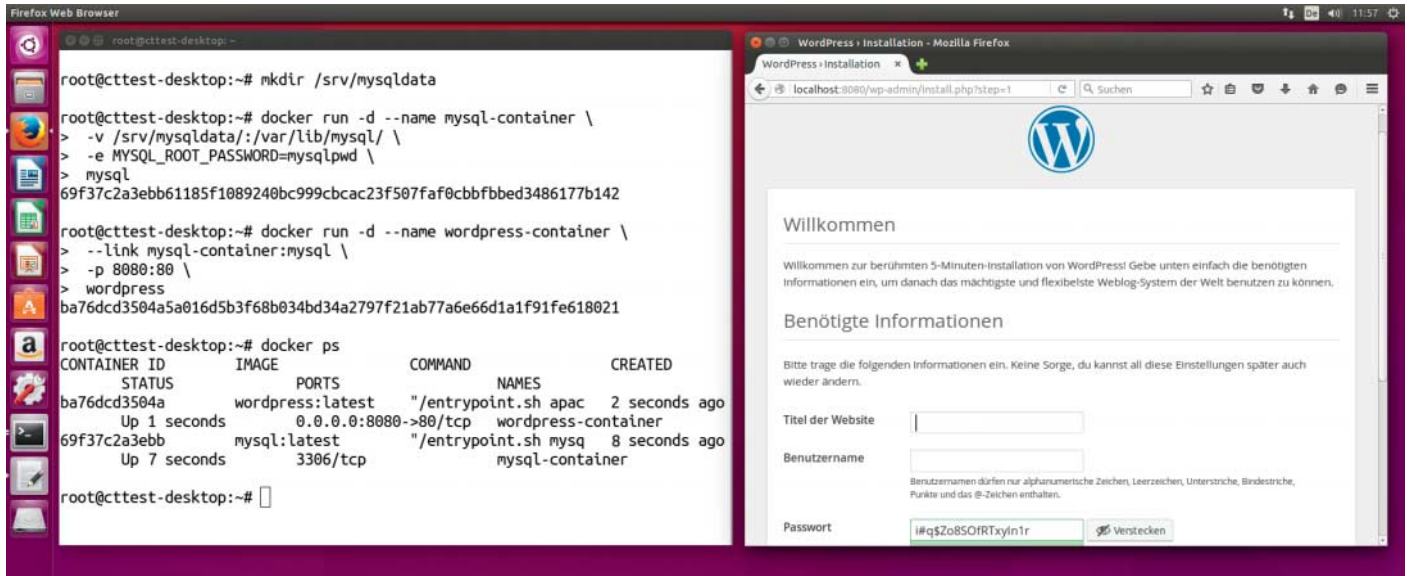 Firefox Web Browser
De
11:57
root@cttest-desktop: ~
root@cttest-desktop:~# mkdir /srv/mysqldata
root@cttest-desktop:~# docker run -d --name mysql-container \
>  -v /srv/mysqldata/:/var/lib/mysql/ \
>  -e MYSQL_ROOT_PASSWORD=mysqlpwd \
>  mysql
69f37c2a3ebb61185f1089240bc999cbcac23f507faf0cbbfbbed3486177b142
root@cttest-desktop:~# docker run -d --name wordpress-container \
>  --link mysql-container:mysql \
>  -p 8080:80 \
>  wordpress
ba76dcd3504a5a016d5b3f68b034bd34a2797f21ab77a6e66d1a1f91fe618021
root@cttest-desktop:~# docker ps
CONTAINER ID IMAGE COMMAND CREATED
STATUS PORTS NAMES
ba76dcd3504a wordpress:latest "/entrypoint.sh apac 2 seconds ago
Up 1 seconds 0.0.0.0:8080->80/tcp wordpress-container
69f37c2a3ebb mysql:latest "/entrypoint.sh mysq 8 seconds ago
Up 7 seconds 3306/tcp mysql-container
root@cttest-desktop:~#
WordPress › Installation - Mozilla Firefox
WordPress › Installation
localhost:8080/wp-admin/install.php?step=1
Suchen
Willkommen
Willkommen zur berühmten 5-Minuten-Installation von WordPress! Gebe unten einfach die benötigten
Informationen ein, um danach das mächtigste und flexibelste Weblog-System der Welt benutzen zu können.
Benötigte Informationen
Bitte trage die folgenden Informationen ein. Keine Sorge, du kannst all diese Einstellungen später auch
wieder ändern.
Titel der Website
Benutzername
Benutzernamen dürfen nur alphanumerische Zeichen, Leerzeichen, Unterstriche, Bindestriche,
Punkte und das @-Zeichen enthalten.
Passwort
i#q$Zo8SOfRTxyIn1r
Verstecken